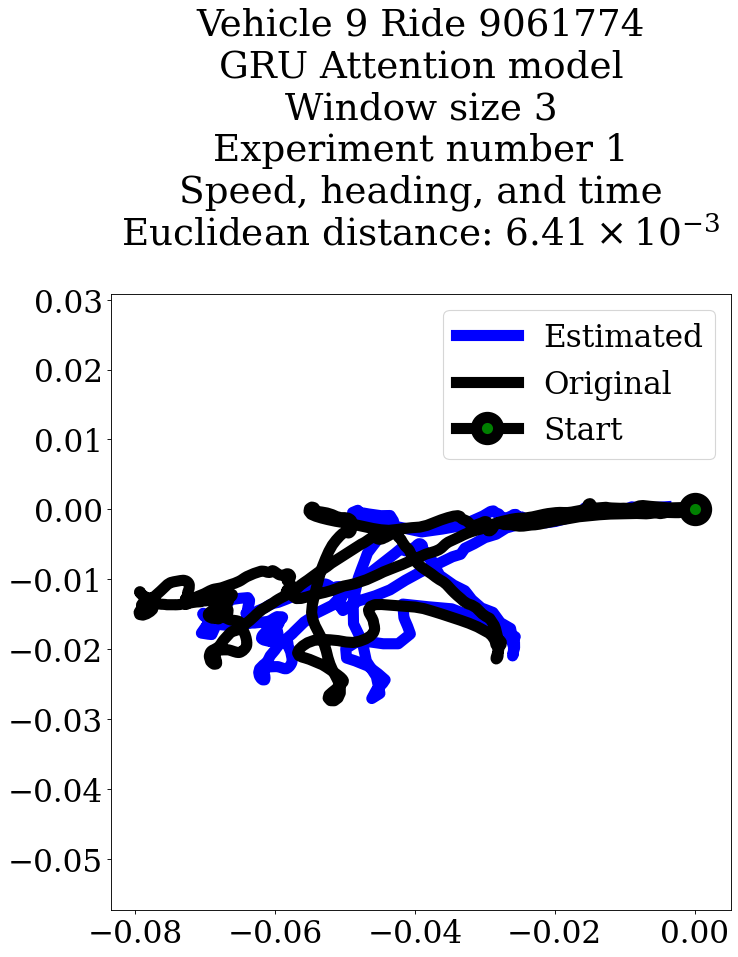 Vehicle 9 Ride 9061774
GRU Attention model
Window size 3
Experiment number 1
Speed, heading, and time
Euclidean distance: 6.41 × 10⁻³
Estimated
Original
Start
0.03
0.02
0.01
0.00
−0.01
−0.02
−0.03
−0.04
−0.05
−0.08 −0.06 −0.04 −0.02 0.00